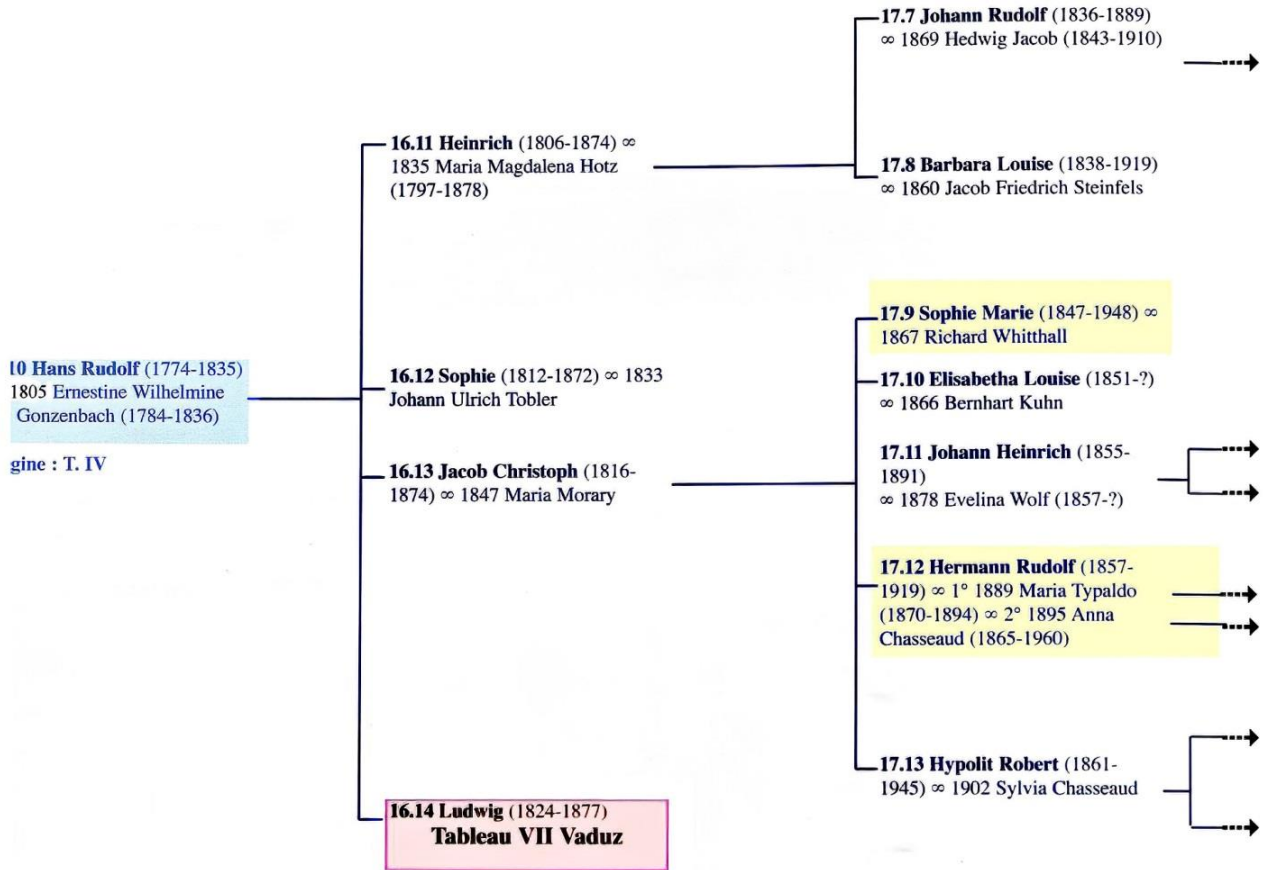 10 Hans Rudolf (1774-1835)
1805 Ernestine Wilhelmine
Gonzenbach (1784-1836)
gine : T. IV
16.11 Heinrich (1806-1874) ∞
1835 Maria Magdalena Hotz
(1797-1878)
16.12 Sophie (1812-1872) ∞ 1833
Johann Ulrich Tobler
16.13 Jacob Christoph (1816-
1874) ∞ 1847 Maria Morary
16.14 Ludwig (1824-1877)
Tableau VII Vaduz
17.7 Johann Rudolf (1836-1889)
∞ 1869 Hedwig Jacob (1843-1910)
17.8 Barbara Louise (1838-1919)
∞ 1860 Jacob Friedrich Steinfels
17.9 Sophie Marie (1847-1948) ∞
1867 Richard Whitthall
17.10 Elisabetha Louise (1851-?)
∞ 1866 Bernhart Kuhn
17.11 Johann Heinrich (1855-
1891)
∞ 1878 Evelina Wolf (1857-?)
17.12 Hermann Rudolf (1857-
1919) ∞ 1° 1889 Maria Typaldo
(1870-1894) ∞ 2° 1895 Anna
Chasseaud (1865-1960)
17.13 Hypolit Robert (1861-
1945) ∞ 1902 Sylvia Chasseaud